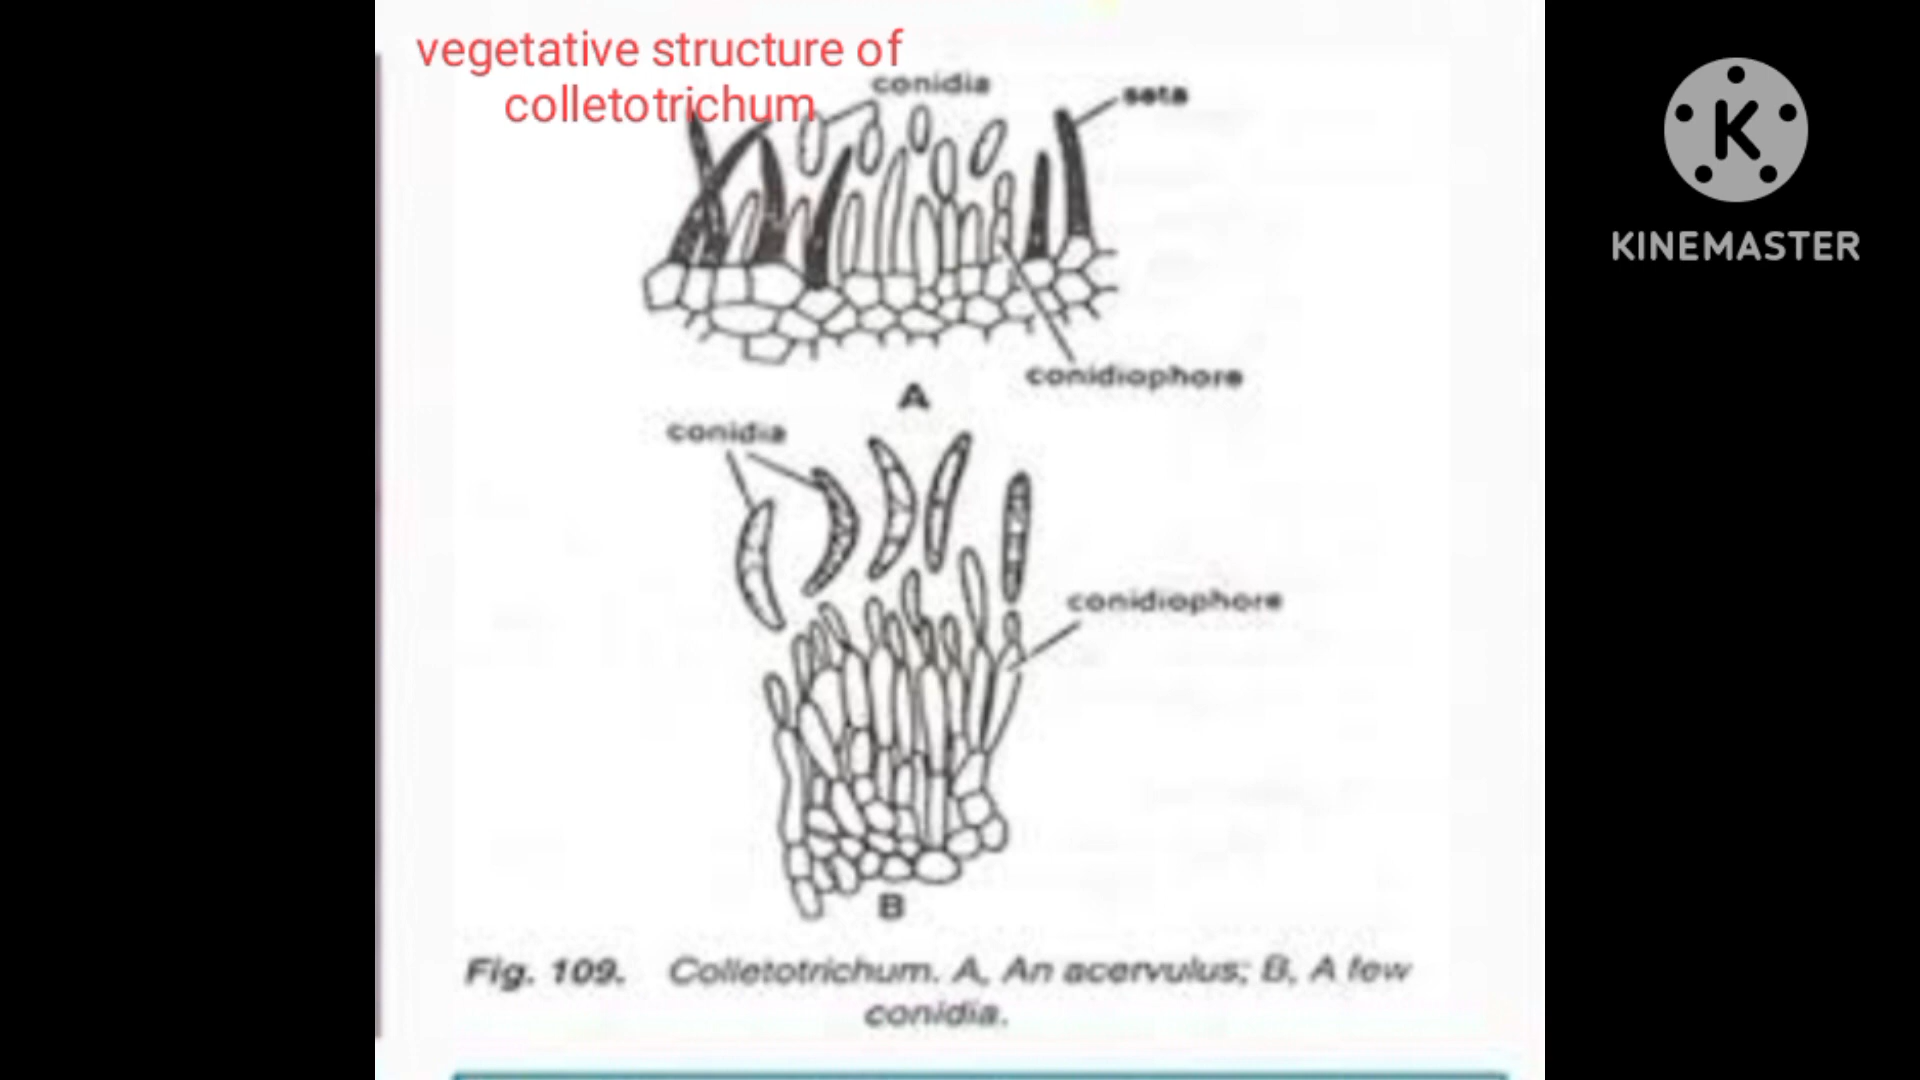 vegetative structure of
colletotrichum
conidia
seta
conidiophore
A
conidia
conidiophore
B
Fig. 109. Colletotrichum. A, An acervulus; B, A few
conidia.
K
KINEMASTER